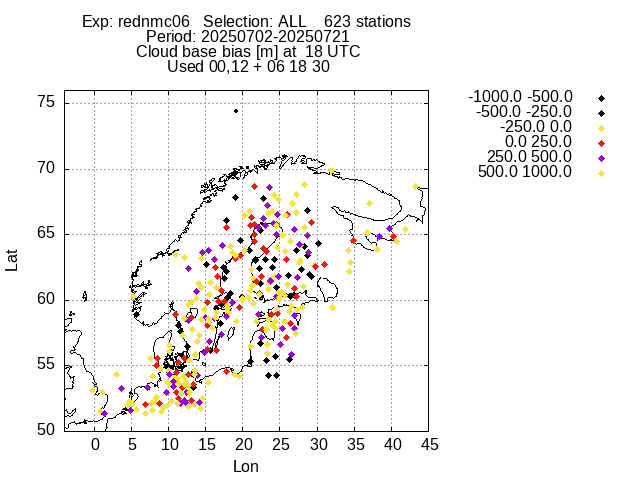 Exp: rednmc06   Selection: ALL    623 stations
Period: 20250702-20250721
Cloud base bias [m] at  18 UTC
Used 00,12 + 06 18 30
-1000.0 -500.0
-500.0 -250.0
-250.0 0.0
0.0 250.0
250.0 500.0
500.0 1000.0
75
70
65
60
55
50
Lat
0 5 10 15 20 25 30 35 40 45
Lon